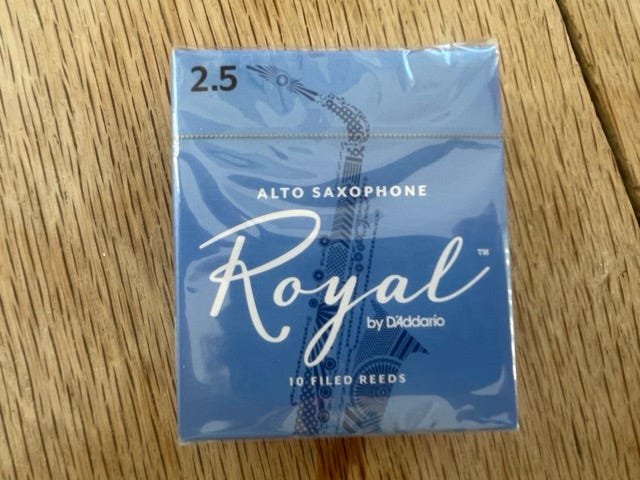 2.5
ALTO SAXOPHONE
Royal™
by D'Addario
10 FILED REEDS